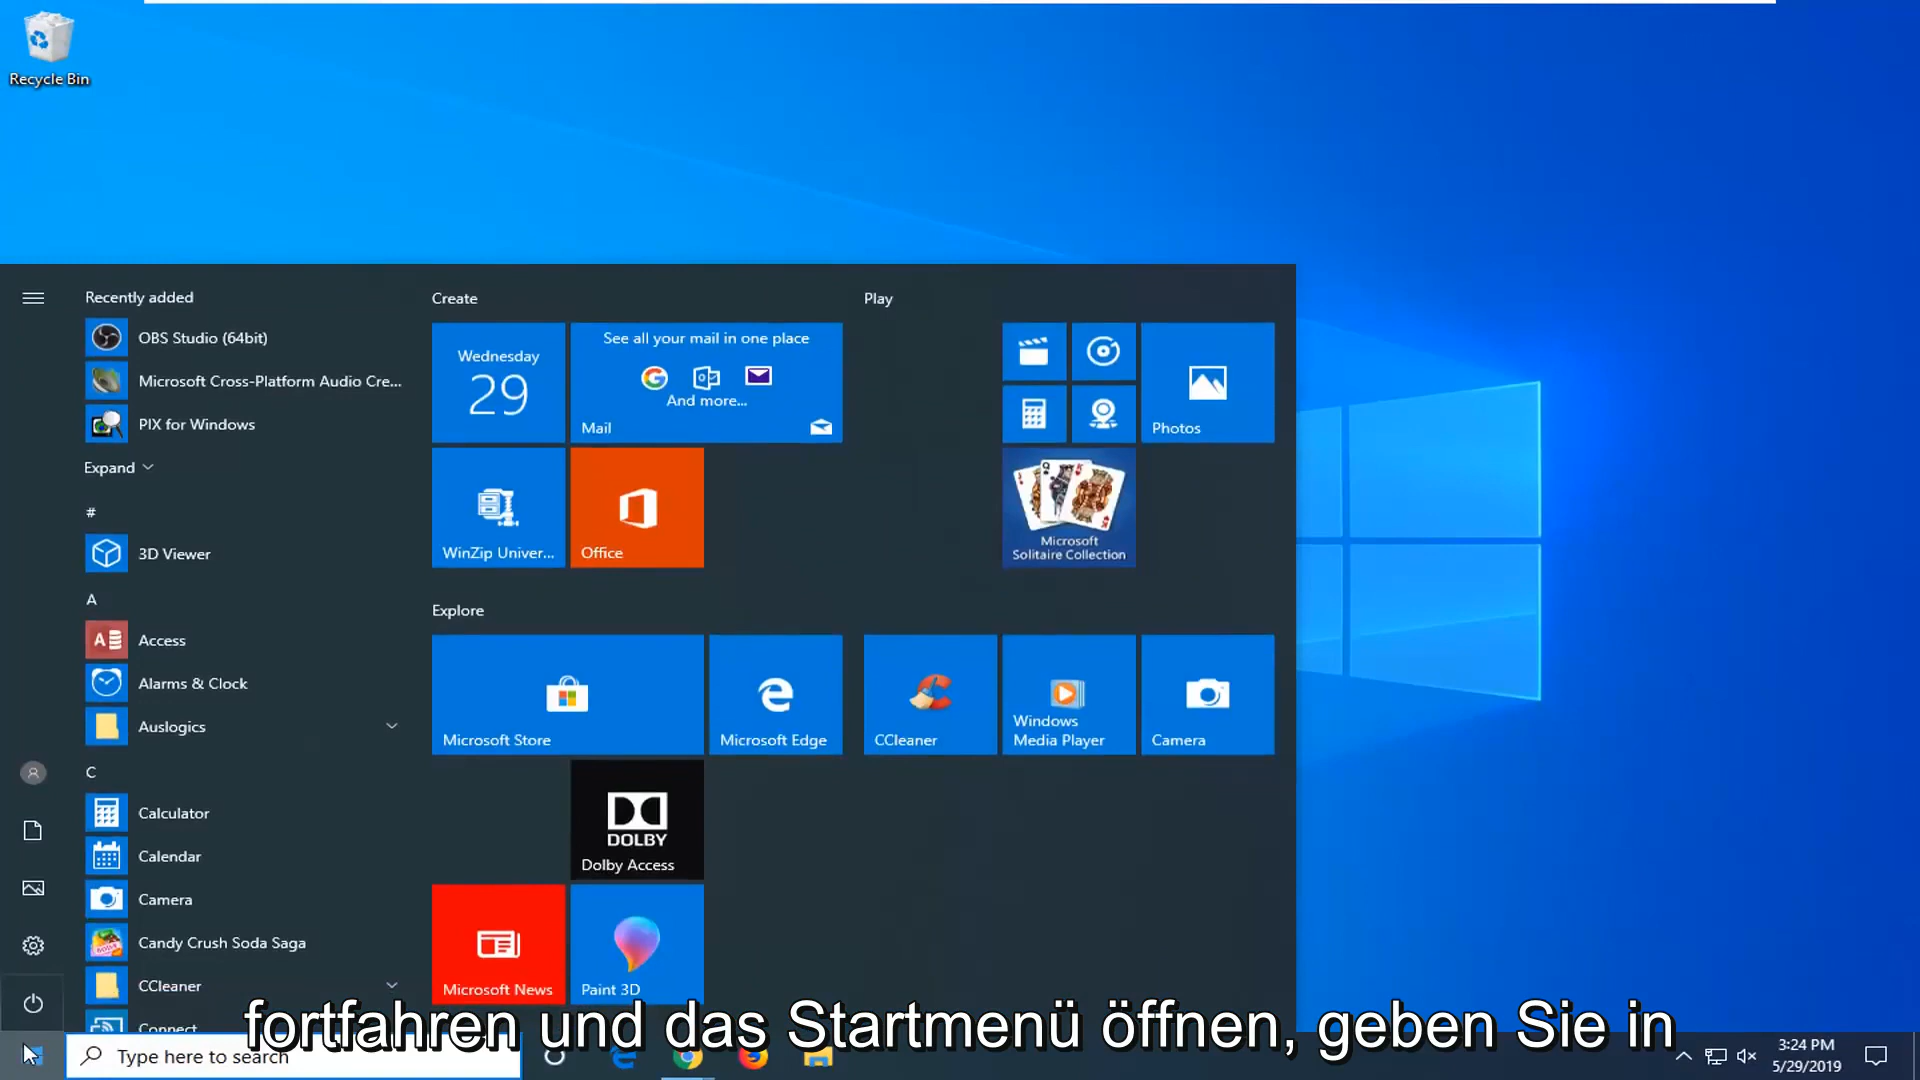 Recycle Bin
Recently added
OBS Studio (64bit)
Microsoft Cross-Platform Audio Cre...
PIX for Windows
Expand
#
3D Viewer
A
Access
Alarms & Clock
Auslogics
C
Calculator
Calendar
Camera
Candy Crush Soda Saga
CCleaner
Connect
Create
Wednesday
29
See all your mail in one place
And more...
Mail
WinZip Univer...
Office
Explore
Microsoft Store
Microsoft Edge
DOLBY
Dolby Access
Microsoft News
Paint 3D
Play
Photos
Microsoft
Solitaire Collection
CCleaner
Windows
Media Player
Camera
fortfahren und das Startmenü öffnen, geben Sie in
Type here to search
3:24 PM
5/29/2019